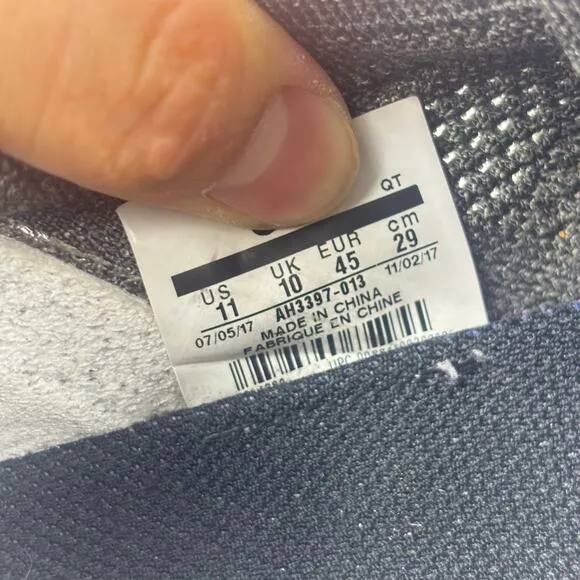 QT
US UK EUR cm
11 10 45 29
07/05/17 AH3397-013 11/02/17
MADE IN CHINA
FABRIQUE EN CHINE
UPC